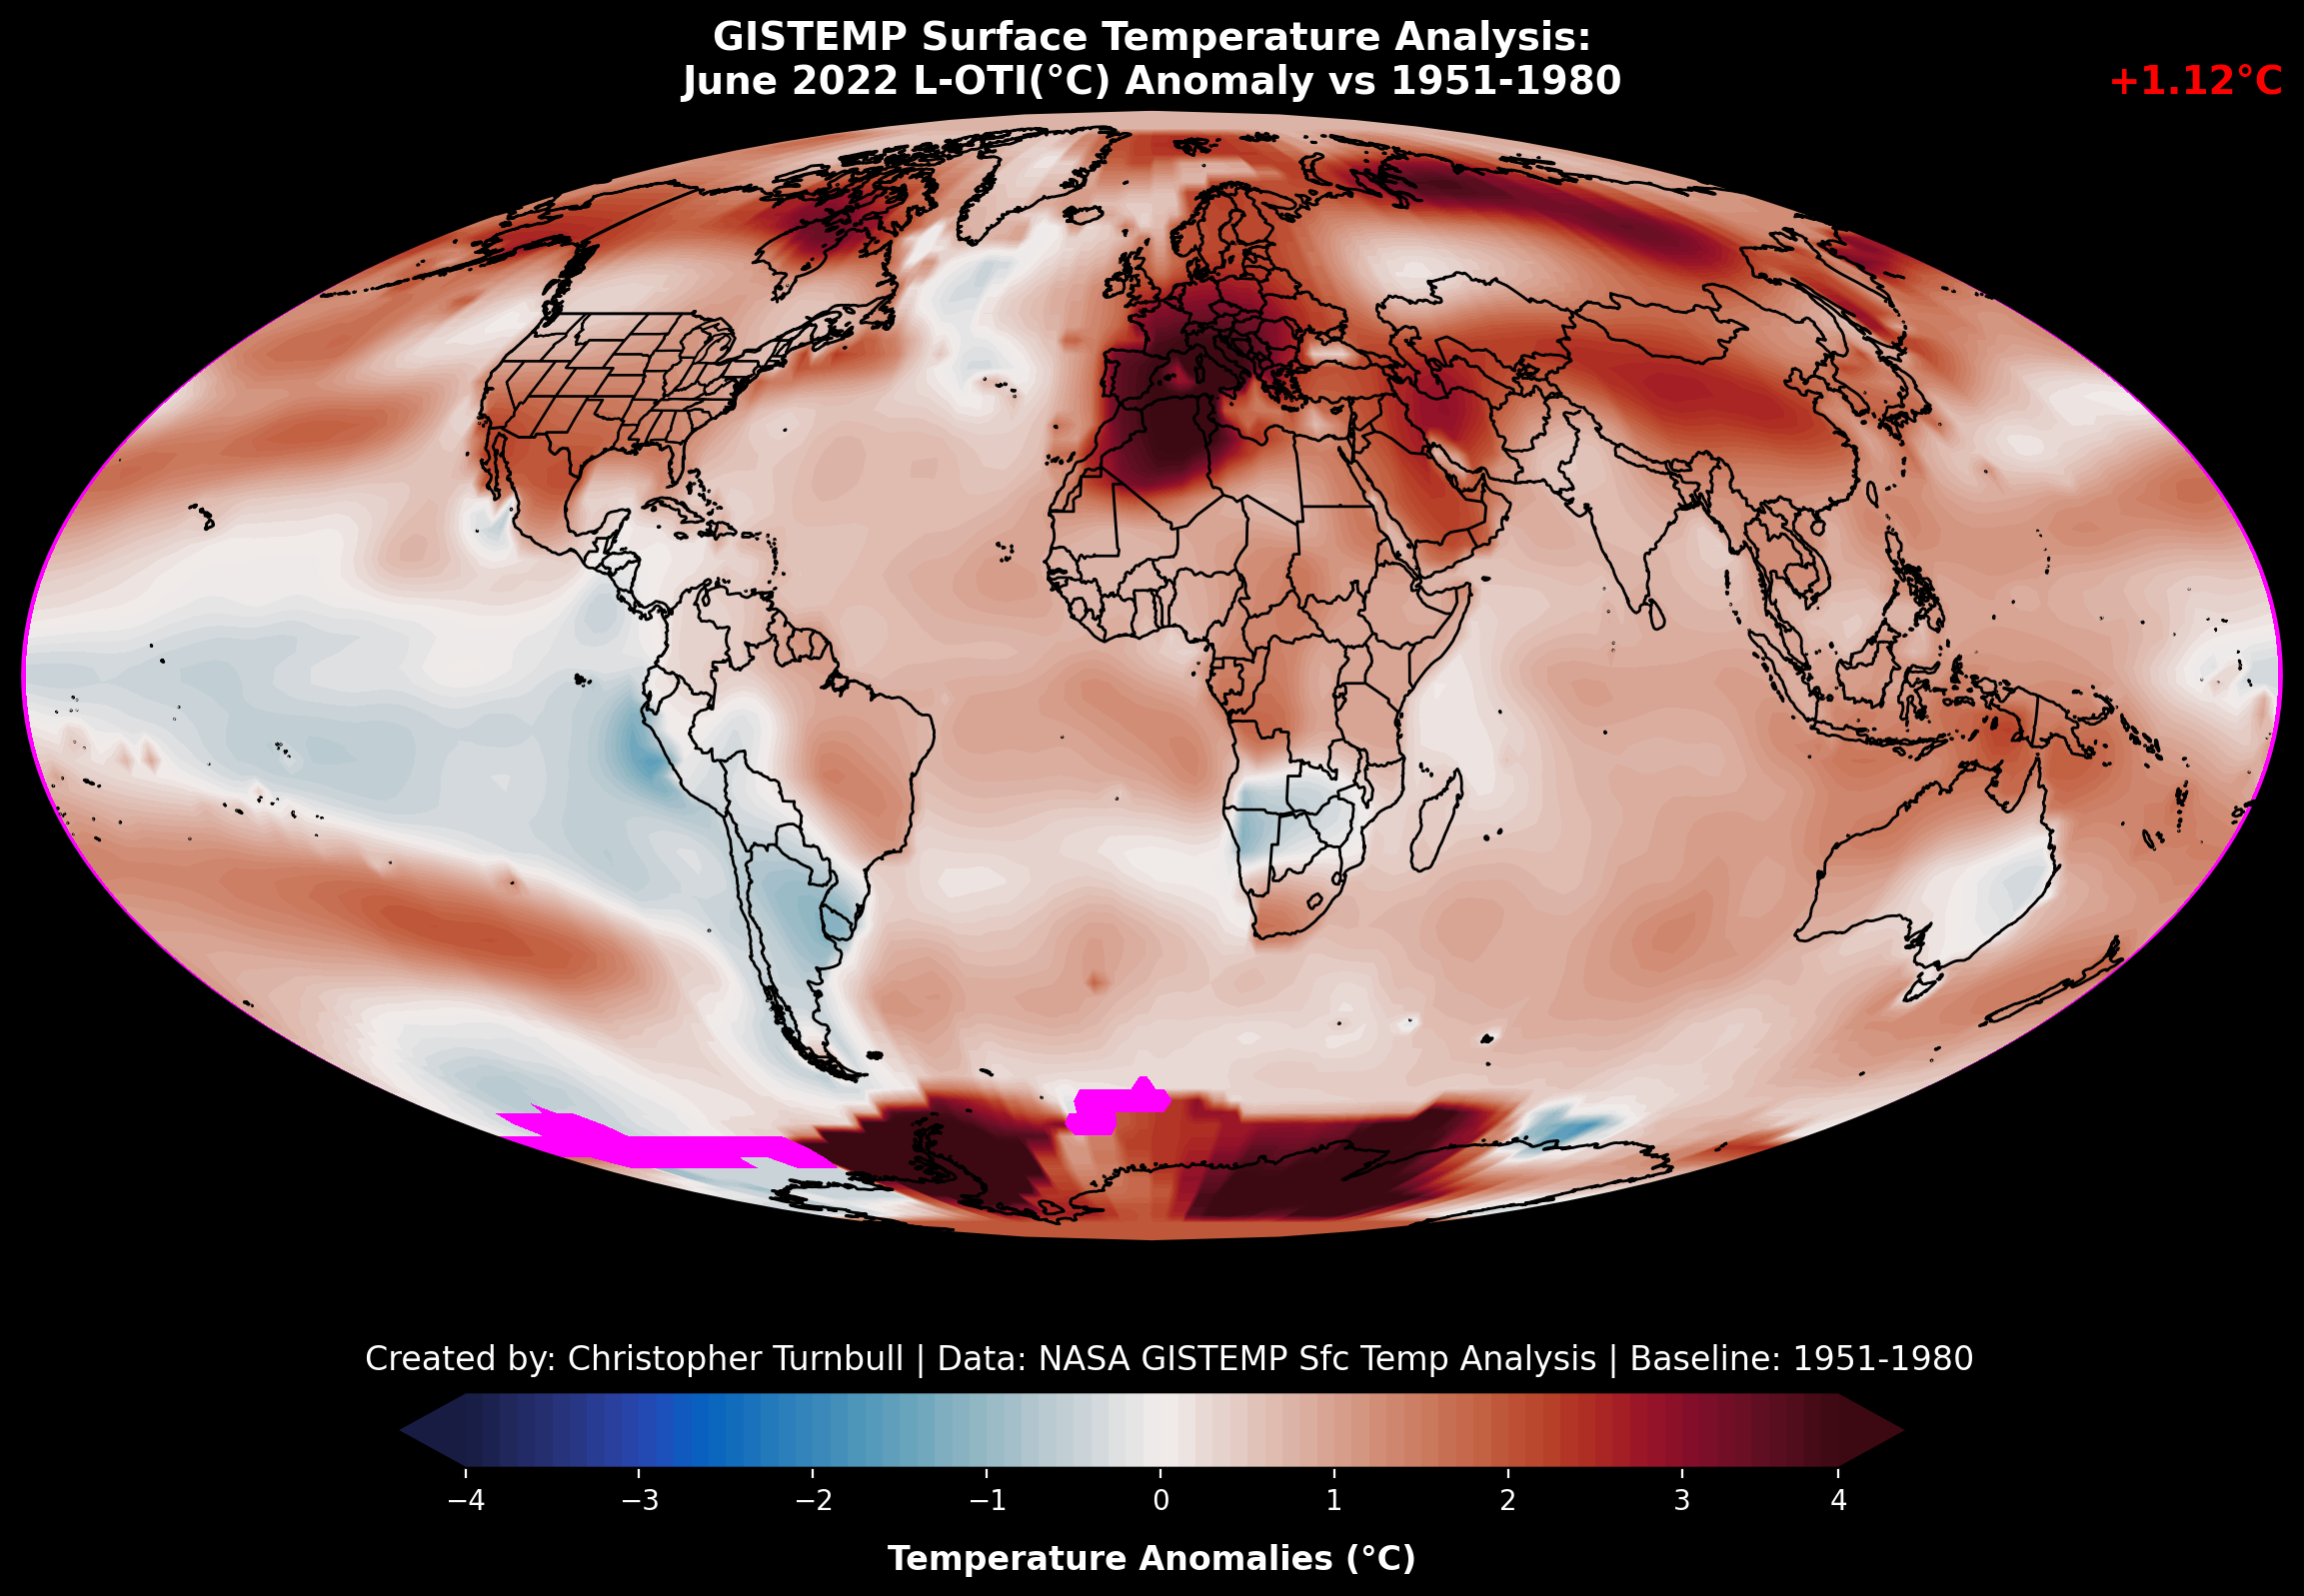 GISTEMP Surface Temperature Analysis:
June 2022 L-OTI(°C) Anomaly vs 1951-1980
+1.12°C
Created by: Christopher Turnbull | Data: NASA GISTEMP Sfc Temp Analysis | Baseline: 1951-1980
−4 −3 −2 −1 0 1 2 3 4
Temperature Anomalies (°C)